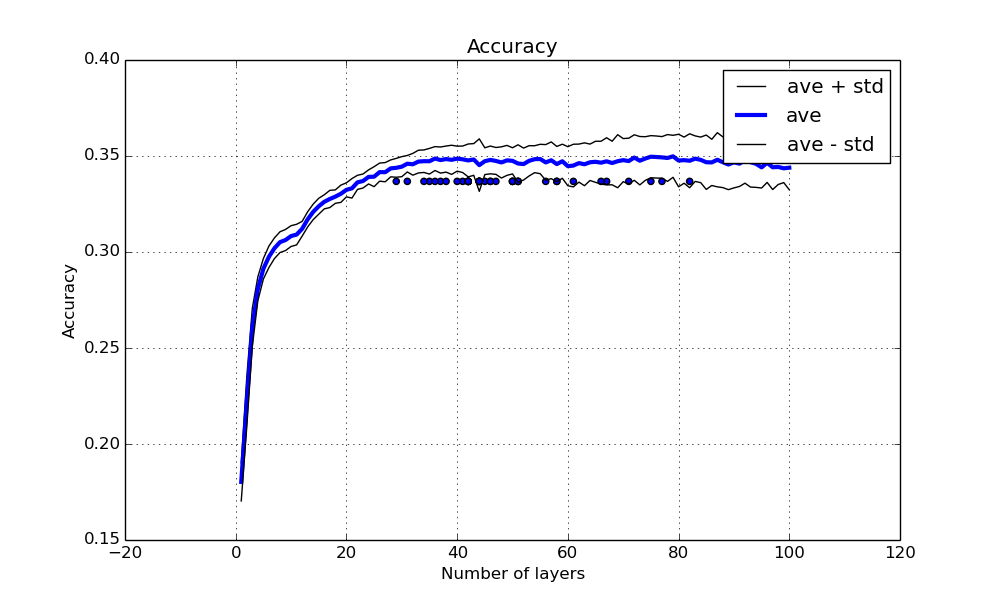 Accuracy
0.40
ave + std
ave
ave - std
0.35
0.30
Accuracy
0.25
0.20
0.15
−20 0 20 40 60 80 100 120
Number of layers